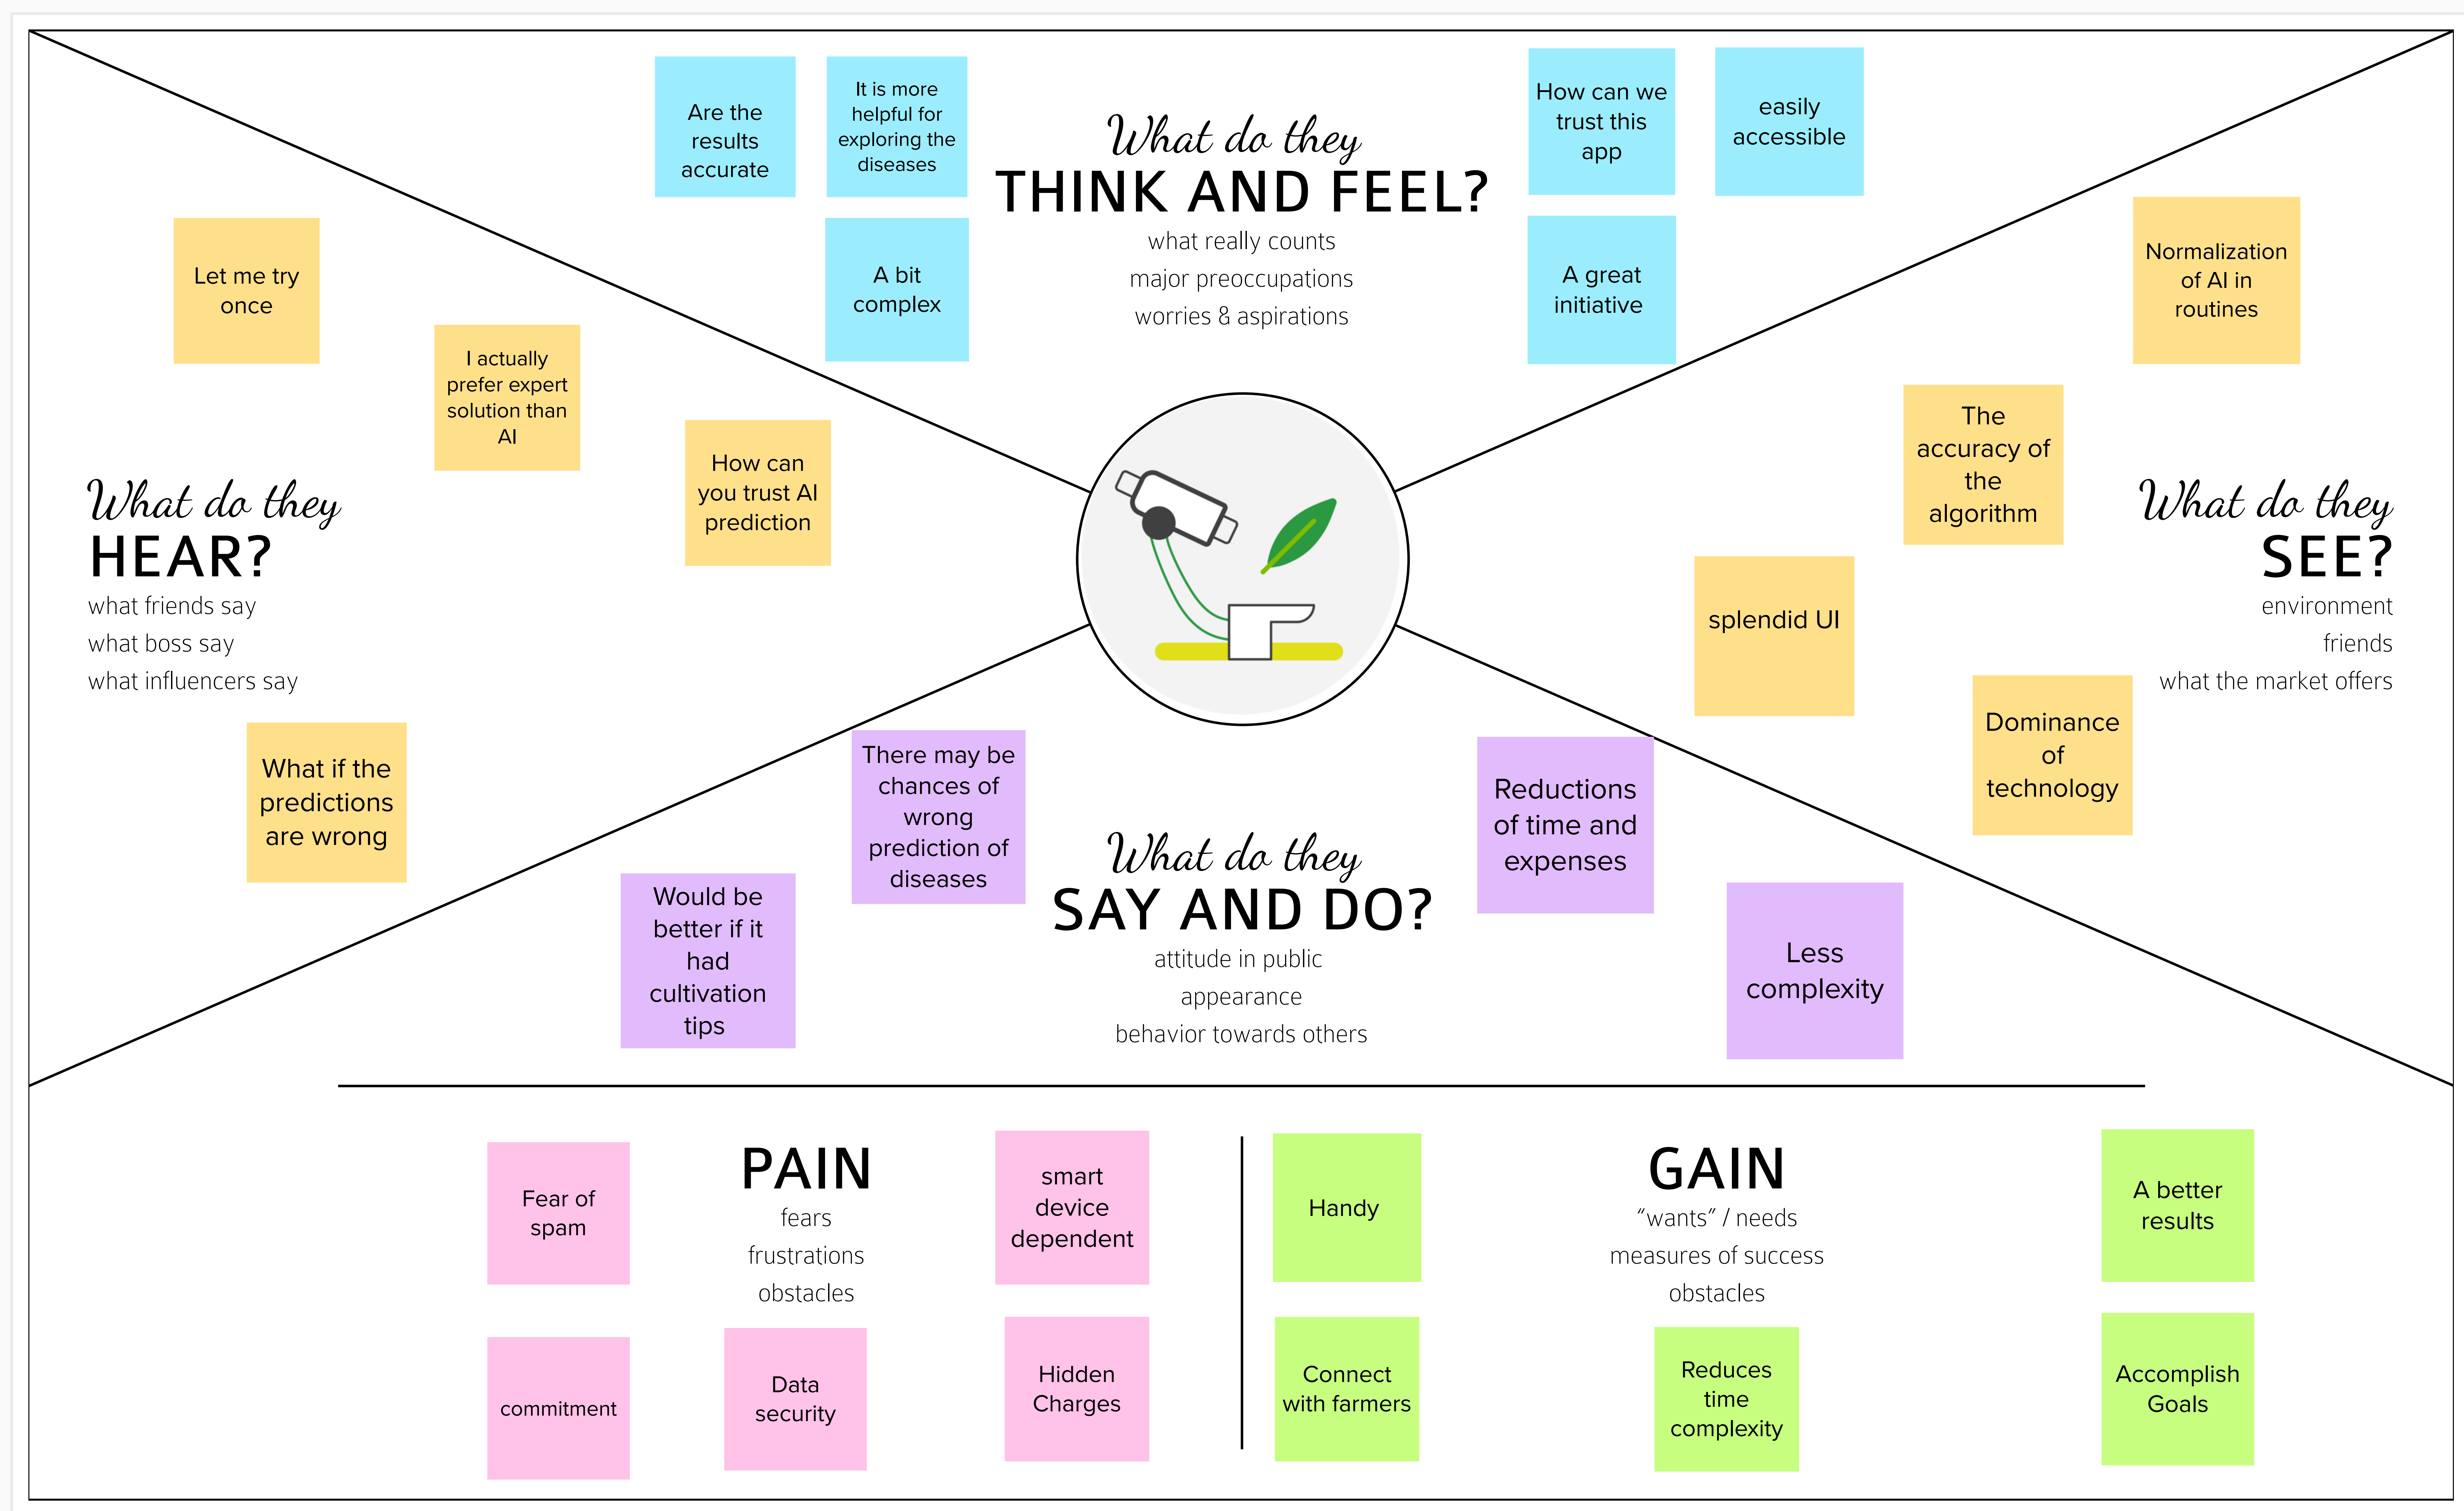 Are the
results
accurate
It is more
helpful for
exploring the
diseases
A bit
complex
What do they
THINK AND FEEL?
what really counts
major preoccupations
worries & aspirations
How can we
trust this
app
easily
accessible
A great
initiative
Let me try
once
I actually
prefer expert
solution than
AI
How can
you trust AI
prediction
What do they
HEAR?
what friends say
what boss say
what influencers say
What if the
predictions
are wrong
Normalization
of AI in
routines
The
accuracy of
the
algorithm
splendid UI
What do they
SEE?
environment
friends
what the market offers
Dominance
of
technology
There may be
chances of
wrong
prediction of
diseases
Would be
better if it
had
cultivation
tips
What do they
SAY AND DO?
attitude in public
appearance
behavior towards others
Reductions
of time and
expenses
Less
complexity
Fear of
spam
PAIN
fears
frustrations
obstacles
smart
device
dependent
commitment
Data
security
Hidden
Charges
Handy
GAIN
“wants” / needs
measures of success
obstacles
A better
results
Connect
with farmers
Reduces
time
complexity
Accomplish
Goals